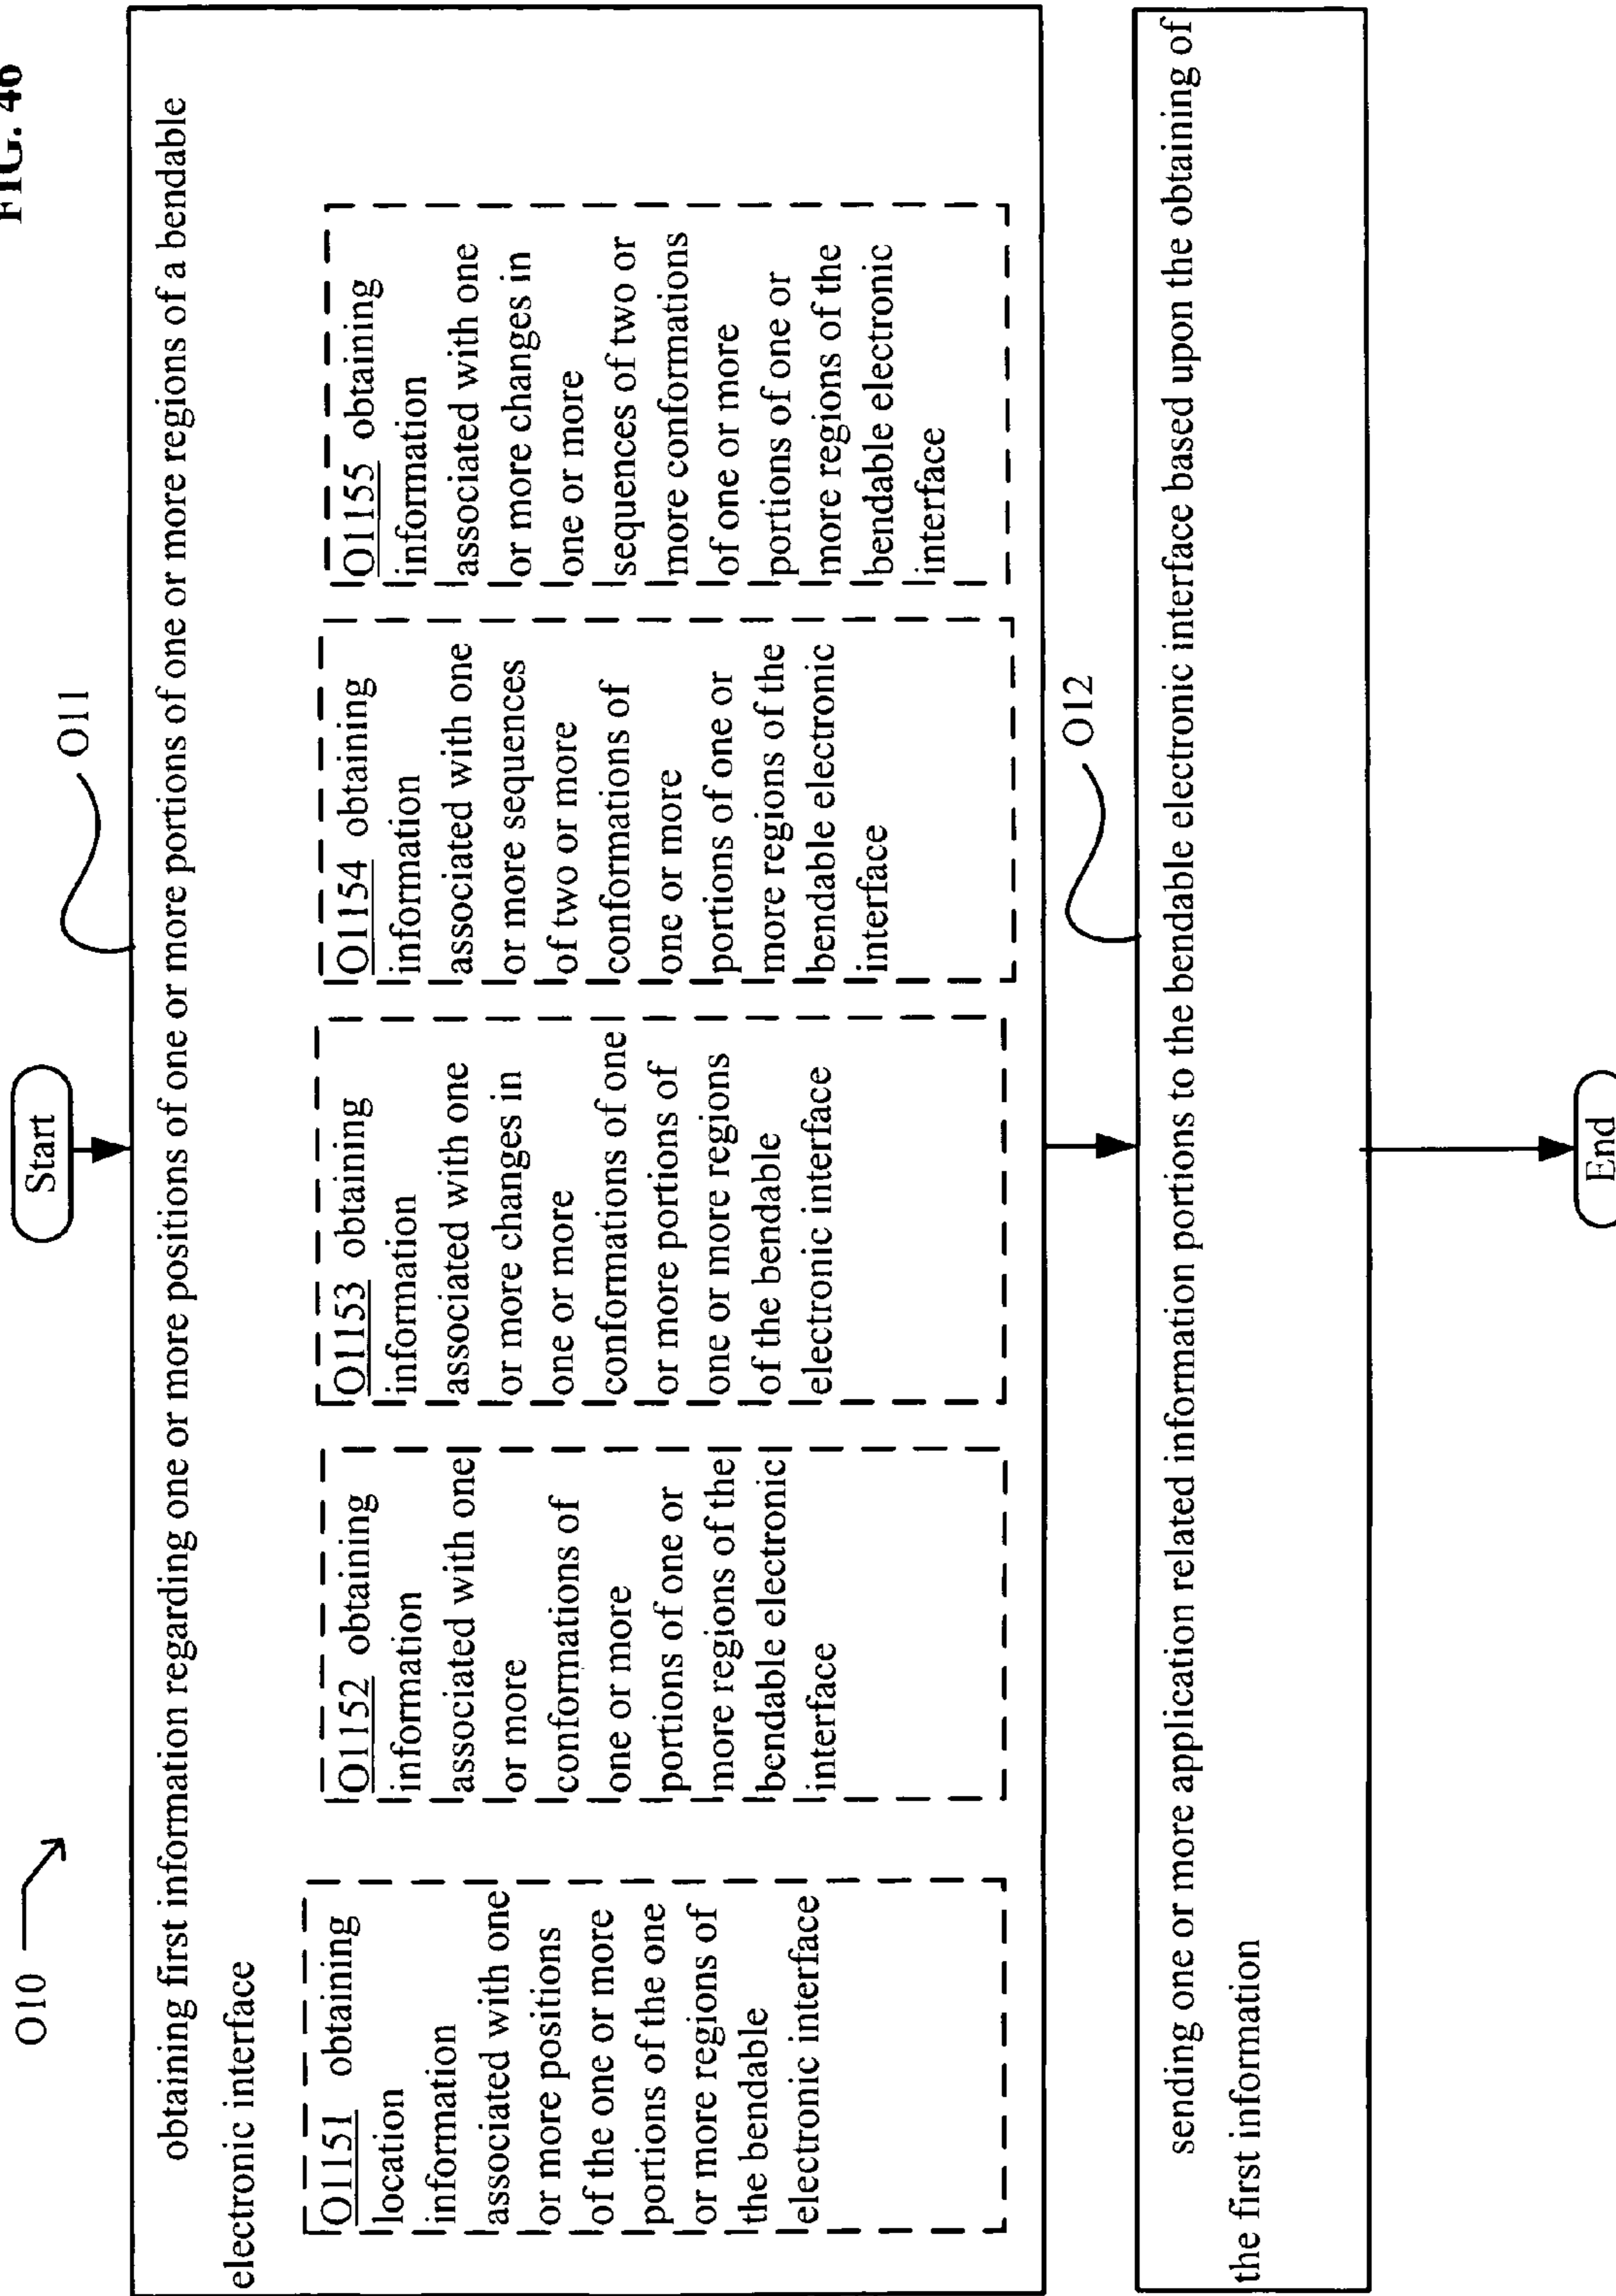 FIG. 46
O10
Start
O11
obtaining first information regarding one or more positions of one or more portions of one or more regions of a bendable
electronic interface
O1151 obtaining
location
information
associated with one
or more positions
of the one or more
portions of the one
or more regions of
the bendable
electronic interface
O1152 obtaining
information
associated with one
or more
conformations of
one or more
portions of one or
more regions of the
bendable electronic
interface
O1153 obtaining
information
associated with one
or more changes in
one or more
conformations of one
or more portions of
one or more regions
of the bendable
electronic interface
O1154 obtaining
information
associated with one
or more sequences
of two or more
conformations of
one or more
portions of one or
more regions of the
bendable electronic
interface
O1155 obtaining
information
associated with one
or more changes in
one or more
sequences of two or
more conformations
of one or more
portions of one or
more regions of the
bendable electronic
interface
O12
sending one or more application related information portions to the bendable electronic interface based upon the obtaining of
the first information
End